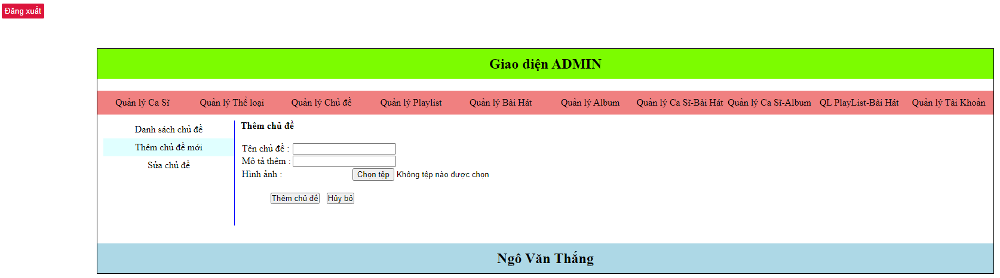 Đăng xuất
Giao diện ADMIN
Quản lý Ca Sĩ Quản lý Thể loại Quản lý Chủ đề Quản lý Playlist Quản lý Bài Hát Quản lý Album Quản lý Ca Sĩ-Bài Hát Quản lý Ca Sĩ-Album QL PlayList-Bài Hát Quản lý Tài Khoản
Danh sách chủ đề
Thêm chủ đề mới
Sửa chủ đề
Thêm chủ đề
Tên chủ đề :
Mô tả thêm :
Hình ảnh : Chọn tệp Không tệp nào được chọn
Thêm chủ đề Hủy bỏ
Ngô Văn Thắng